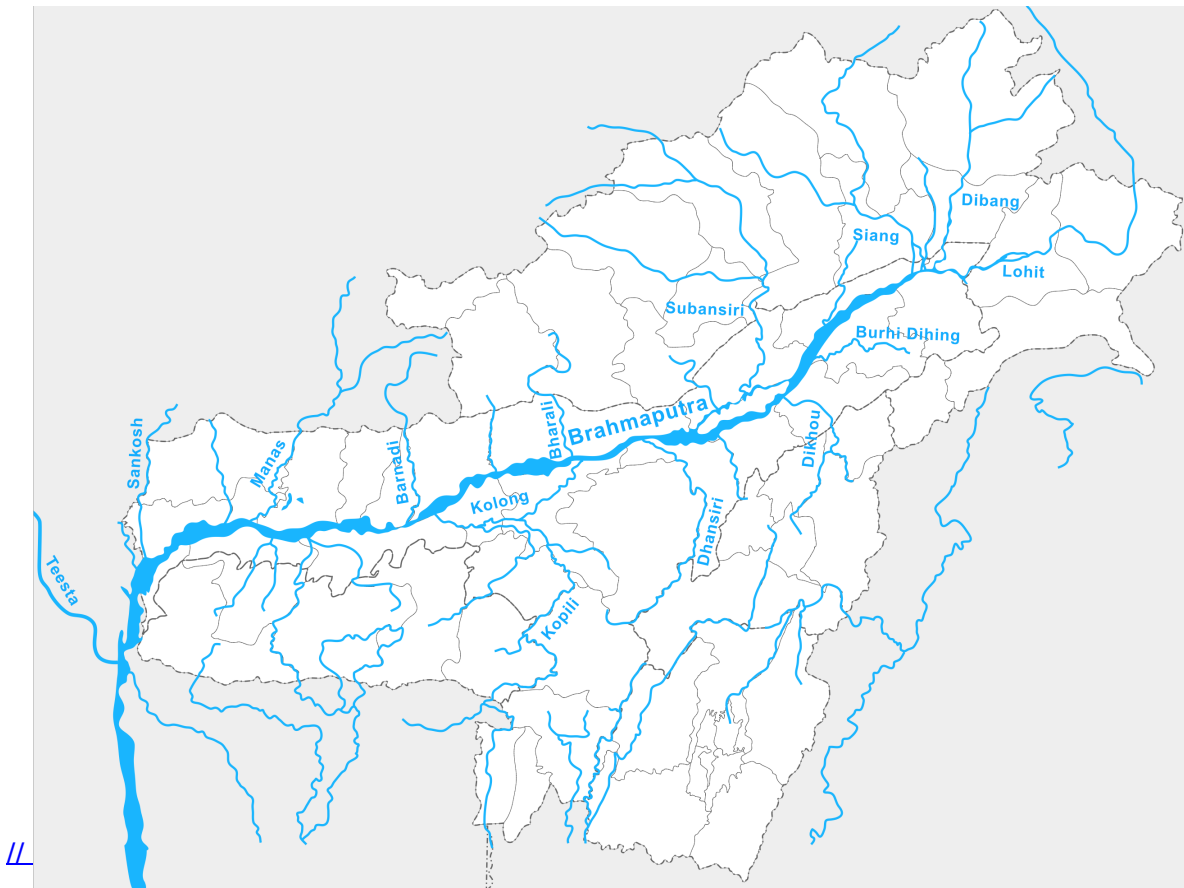 Dibang
Siang
Lohit
Subansiri
Burhi Dihing
Brahmaputra
Bharali
Dikhou
Sankosh
Manas
Barnadi
Kolong
Dhansiri
Teesta
Kopili
//